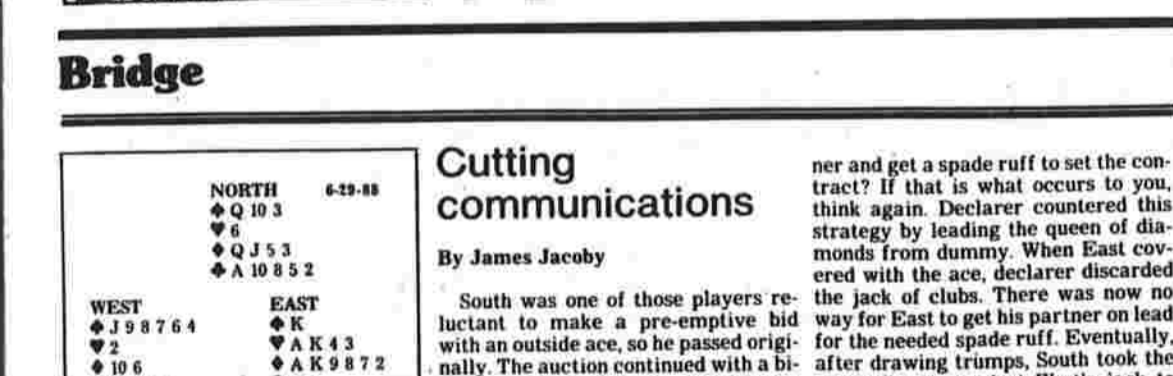 Bridge
NORTH 6-29-88
♠ Q 10 3
♥ 6
♦ Q J 5 3
♣ A 10 8 5 2
WEST EAST
♠ J 9 8 7 6 4 ♠ K
♥ 2 ♥ A K 4 3
♦ 10 6 ♦ A K 9 8 7 2
Cutting
communications
By James Jacoby
South was one of those players re-
luctant to make a pre-emptive bid
with an outside ace, so he passed origi-
nally. The auction continued with a bi-
ner and get a spade ruff to set the con-
tract? If that is what occurs to you,
think again. Declarer countered this
strategy by leading the queen of dia-
monds from dummy. When East cov-
ered with the ace, declarer discarded
the jack of clubs. There was now no
way for East to get his partner on lead
for the needed spade ruff. Eventually,
after drawing trumps, South took the